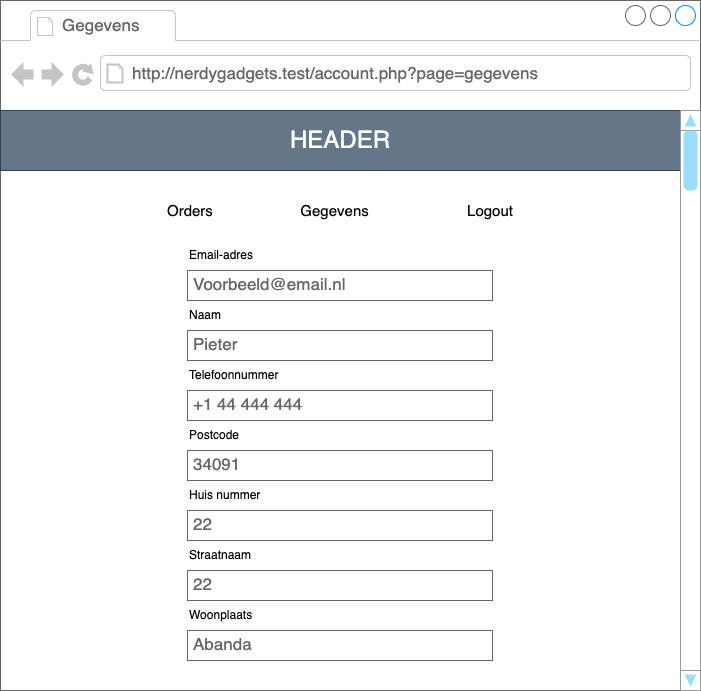 Gegevens
http://nerdygadgets.test/account.php?page=gegevens
HEADER
Orders Gegevens Logout
Email-adres
Voorbeeld@email.nl
Naam
Pieter
Telefoonnummer
+1 44 444 444
Postcode
34091
Huis nummer
22
Straatnaam
22
Woonplaats
Abanda